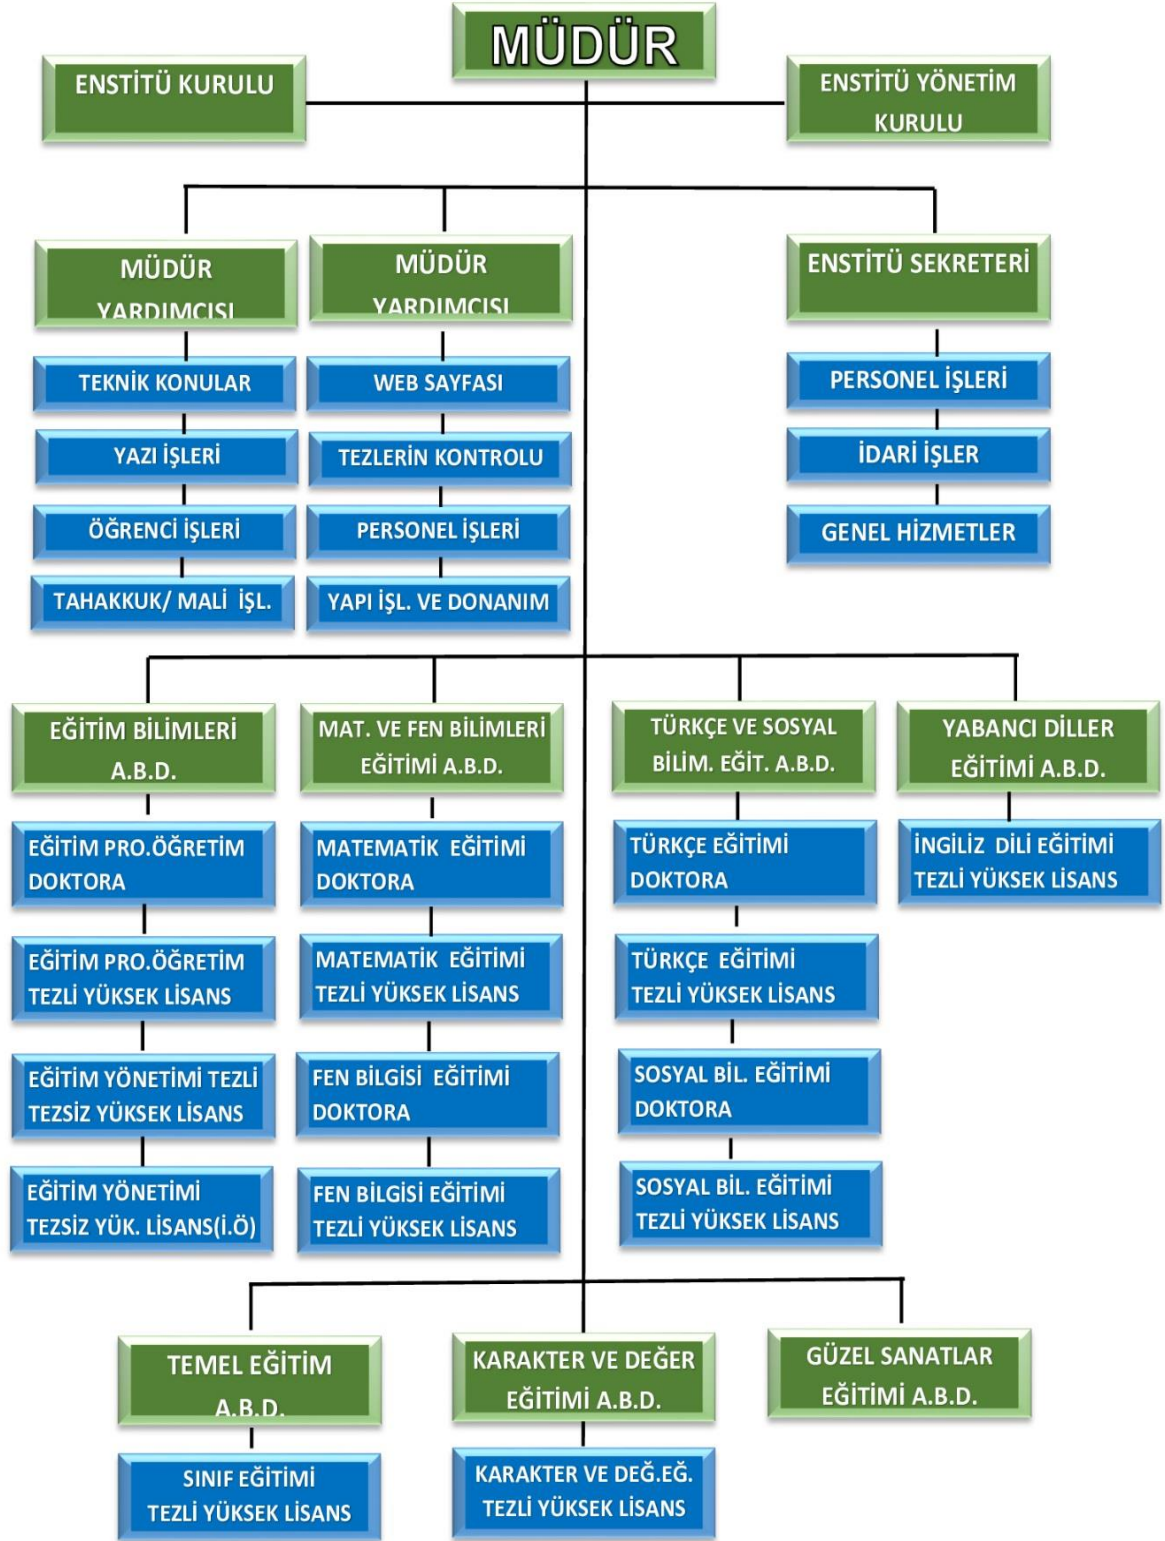 MÜDÜR
ENSTİTÜ KURULU
ENSTİTÜ YÖNETİM
KURULU
MÜDÜR
YARDIMCISI
MÜDÜR
YARDIMCISI
ENSTİTÜ SEKRETERİ
TEKNİK KONULAR
YAZI İŞLERİ
ÖĞRENCİ İŞLERİ
TAHAKKUK/ MALİ İŞL.
WEB SAYFASI
TEZLERİN KONTROLU
PERSONEL İŞLERİ
YAPI İŞL. VE DONANIM
PERSONEL İŞLERİ
İDARİ İŞLER
GENEL HİZMETLER
EĞİTİM BİLİMLERİ
A.B.D.
EĞİTİM PRO.ÖĞRETİM
DOKTORA
EĞİTİM PRO.ÖĞRETİM
TEZLİ YÜKSEK LİSANS
EĞİTİM YÖNETİMİ TEZLİ
TEZSİZ YÜKSEK LİSANS
EĞİTİM YÖNETİMİ
TEZSİZ YÜK. LİSANS(İ.Ö)
MAT. VE FEN BİLİMLERİ
EĞİTİMİ A.B.D.
MATEMATİK EĞİTİMİ
DOKTORA
MATEMATİK EĞİTİMİ
TEZLİ YÜKSEK LİSANS
FEN BİLGİSİ EĞİTİMİ
DOKTORA
FEN BİLGİSİ EĞİTİMİ
TEZLİ YÜKSEK LİSANS
TÜRKÇE VE SOSYAL
BİLİM. EĞİT. A.B.D.
TÜRKÇE EĞİTİMİ
DOKTORA
TÜRKÇE EĞİTİMİ
TEZLİ YÜKSEK LİSANS
SOSYAL BİL. EĞİTİMİ
DOKTORA
SOSYAL BİL. EĞİTİMİ
TEZLİ YÜKSEK LİSANS
YABANCI DİLLER
EĞİTİMİ A.B.D.
İNGİLİZ DİLİ EĞİTİMİ
TEZLİ YÜKSEK LİSANS
TEMEL EĞİTİM
A.B.D.
SINIF EĞİTİMİ
TEZLİ YÜKSEK LİSANS
KARAKTER VE DEĞER
EĞİTİMİ A.B.D.
KARAKTER VE DEĞ.EĞ.
TEZLİ YÜKSEK LİSANS
GÜZEL SANATLAR
EĞİTİMİ A.B.D.